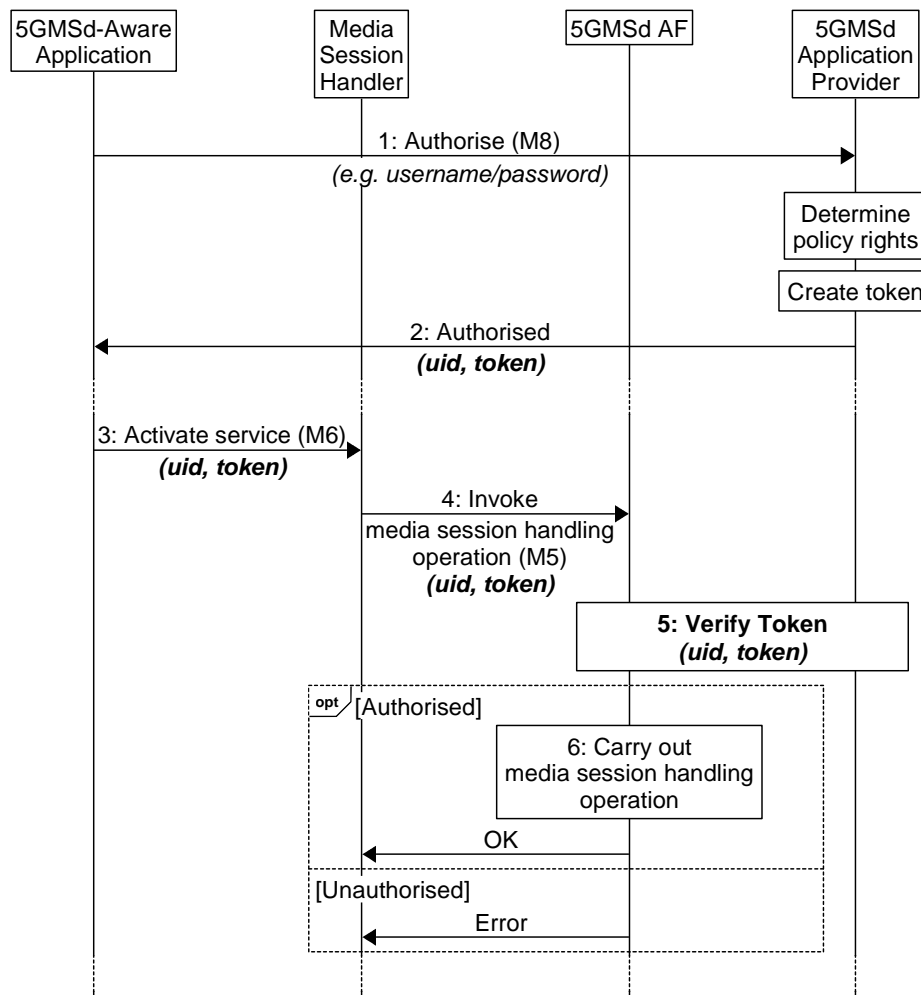 5GMSd-Aware
Application
Media
Session
Handler
5GMSd AF
5GMSd
Application
Provider
1: Authorise (M8)
(e.g. username/password)
Determine
policy rights
Create token
2: Authorised
(uid, token)
3: Activate service (M6)
(uid, token)
4: Invoke
media session handling
operation (M5)
(uid, token)
5: Verify Token
(uid, token)
opt
[Authorised]
6: Carry out
media session handling
operation
OK
[Unauthorised]
Error